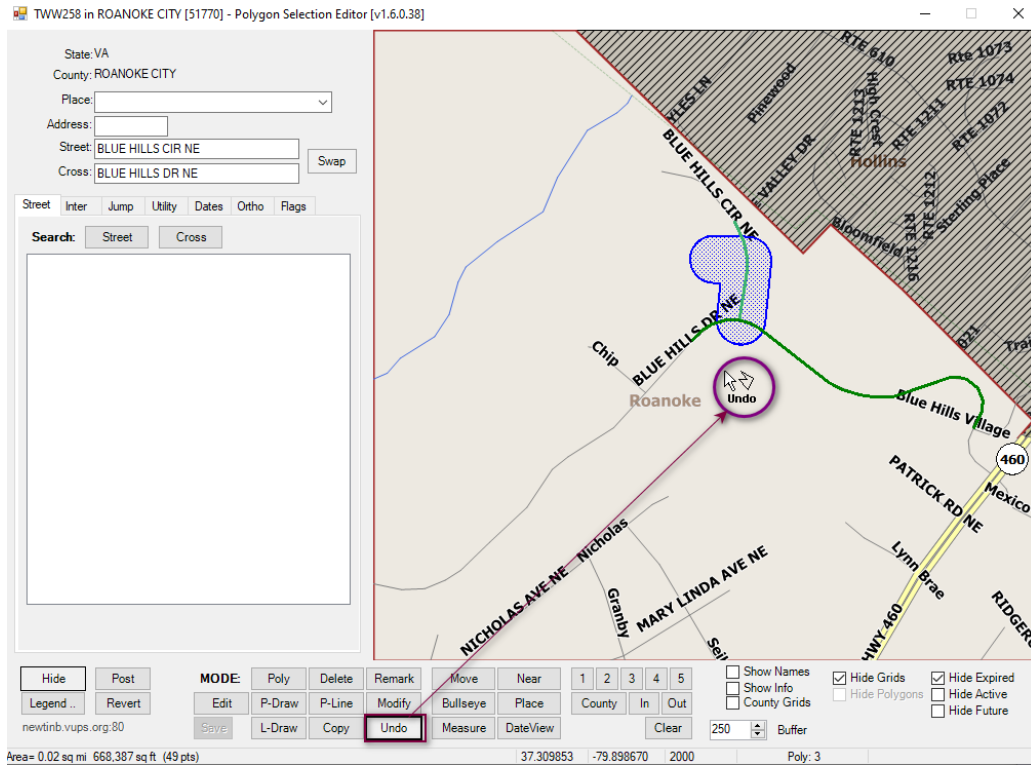 TWW258 in ROANOKE CITY [51770] - Polygon Selection Editor [v1.6.0.38]
State: VA
County: ROANOKE CITY
Place:
Address:
Street: BLUE HILLS CIR NE
Cross: BLUE HILLS DR NE
Swap
Street Inter Jump Utility Dates Ortho Flags
Search: Street Cross
RTE 610
Rte 1073
RTE 1074
YLES LN
Pinewood
RTE 1213
High Crest
RTE 1211
RTE 1072
Hollins
BLUE HILLS CIR NE
E VALLEY DR
RTE 1212
Sterling Place
Bloomfield
RTE 1216
021
Trai
BLUE HILLS DR NE
Chip
Undo
Roanoke
Blue Hills Village
460
PATRICK RD NE
Mexico
Nicholas
Lynn Brae
NICHOLAS AVE NE
Granby
MARY LINDA AVE NE
HWY 460
RIDGER
Hide Post MODE: Poly Delete Remark Move Near 1 2 3 4 5 Show Names Hide Grids Hide Expired
Legend .. Revert Edit P-Draw P-Line Modify Bullseye Place County In Out Show Info Hide Polygons Hide Active
County Grids Hide Future
newtinb.vups.org:80 Save L-Draw Copy Undo Measure DateView Clear 250 Buffer
Area= 0.02 sq mi 668,387 sq ft (49 pts) 37.309853 -79.898670 2000 Poly: 3